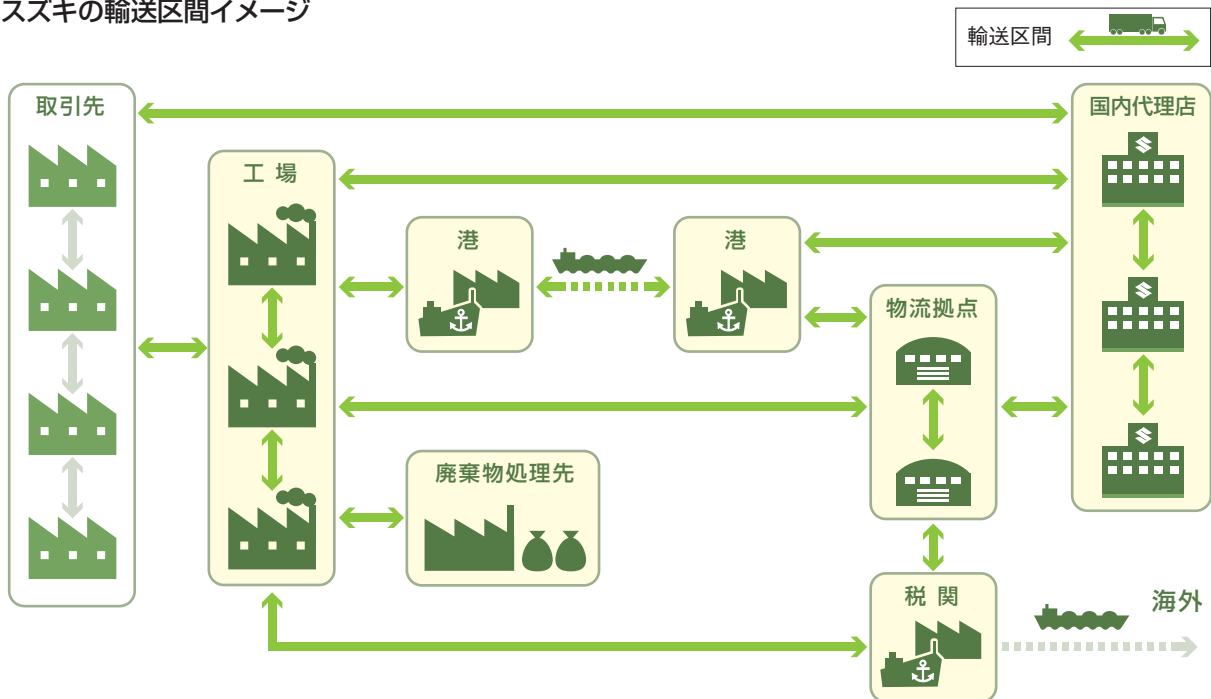 スズキの輸送区間イメージ
輸送区間
取引先
国内代理店
工 場
港
港
物流拠点
廃棄物処理先
税 関
海外